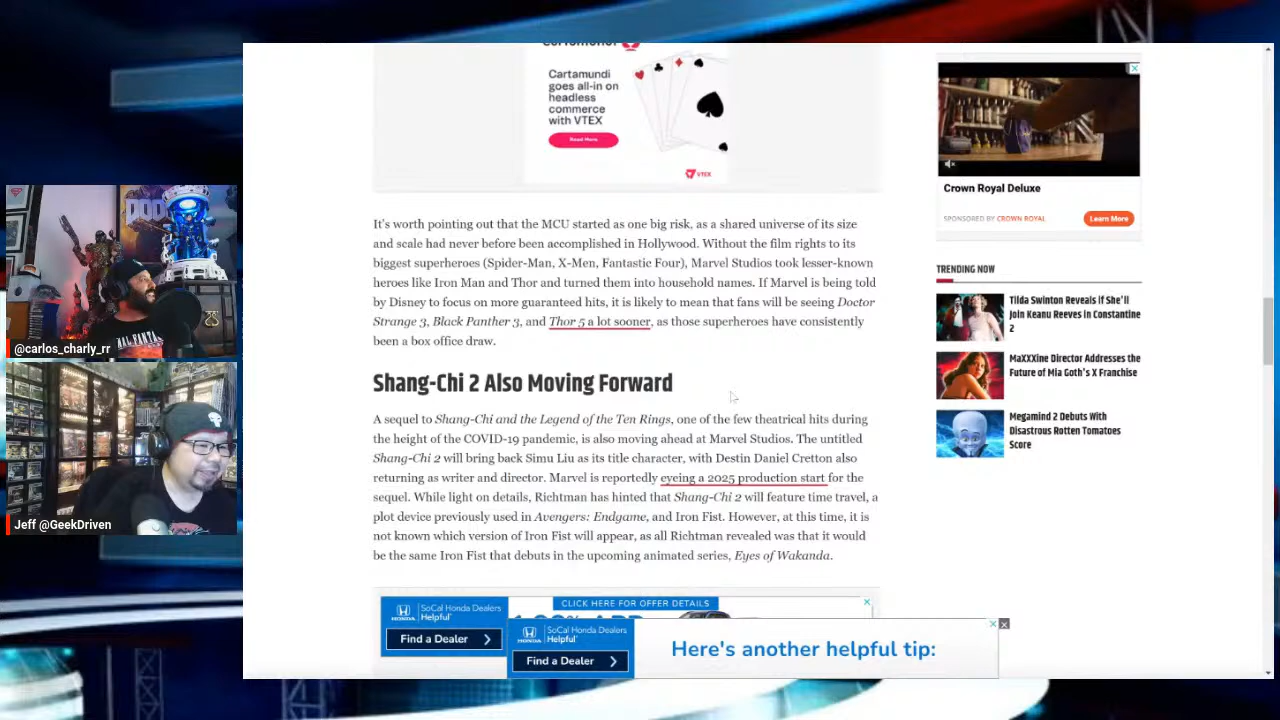 Cartamundi
goes all-in on
headless
commerce
with VTEX
Read More
VTEX
Crown Royal Deluxe
SPONSORED BY CROWN ROYAL
Learn More
It's worth pointing out that the MCU started as one big risk, as a shared universe of its size
and scale had never before been accomplished in Hollywood. Without the film rights to its
biggest superheroes (Spider-Man, X-Men, Fantastic Four), Marvel Studios took lesser-known
heroes like Iron Man and Thor and turned them into household names. If Marvel is being told
by Disney to focus on more guaranteed hits, it is likely to mean that fans will be seeing Doctor
Strange 3, Black Panther 3, and Thor 5 a lot sooner, as those superheroes have consistently
been a box office draw.
Shang-Chi 2 Also Moving Forward
A sequel to Shang-Chi and the Legend of the Ten Rings, one of the few theatrical hits during
the height of the COVID-19 pandemic, is also moving ahead at Marvel Studios. The untitled
Shang-Chi 2 will bring back Simu Liu as its title character, with Destin Daniel Cretton also
returning as writer and director. Marvel is reportedly eyeing a 2025 production start for the
sequel. While light on details, Richtman has hinted that Shang-Chi 2 will feature time travel, a
plot device previously used in Avengers: Endgame, and Iron Fist. However, at this time, it is
not known which version of Iron Fist will appear, as all Richtman revealed was that it would
be the same Iron Fist that debuts in the upcoming animated series, Eyes of Wakanda.
TRENDING NOW
Tilda Swinton Reveals if She'll
Join Keanu Reeves in Constantine
2
MaXXXine Director Addresses the
Future of Mia Goth's X Franchise
Megamind 2 Debuts With
Disastrous Rotten Tomatoes
Score
@carlos_charly_rr
Jeff @GeekDriven
HONDA
SoCal Honda Dealers
Helpful
Find a Dealer
CLICK HERE FOR OFFER DETAILS
HONDA
SoCal Honda Dealers
Helpful
Find a Dealer
Here's another helpful tip: